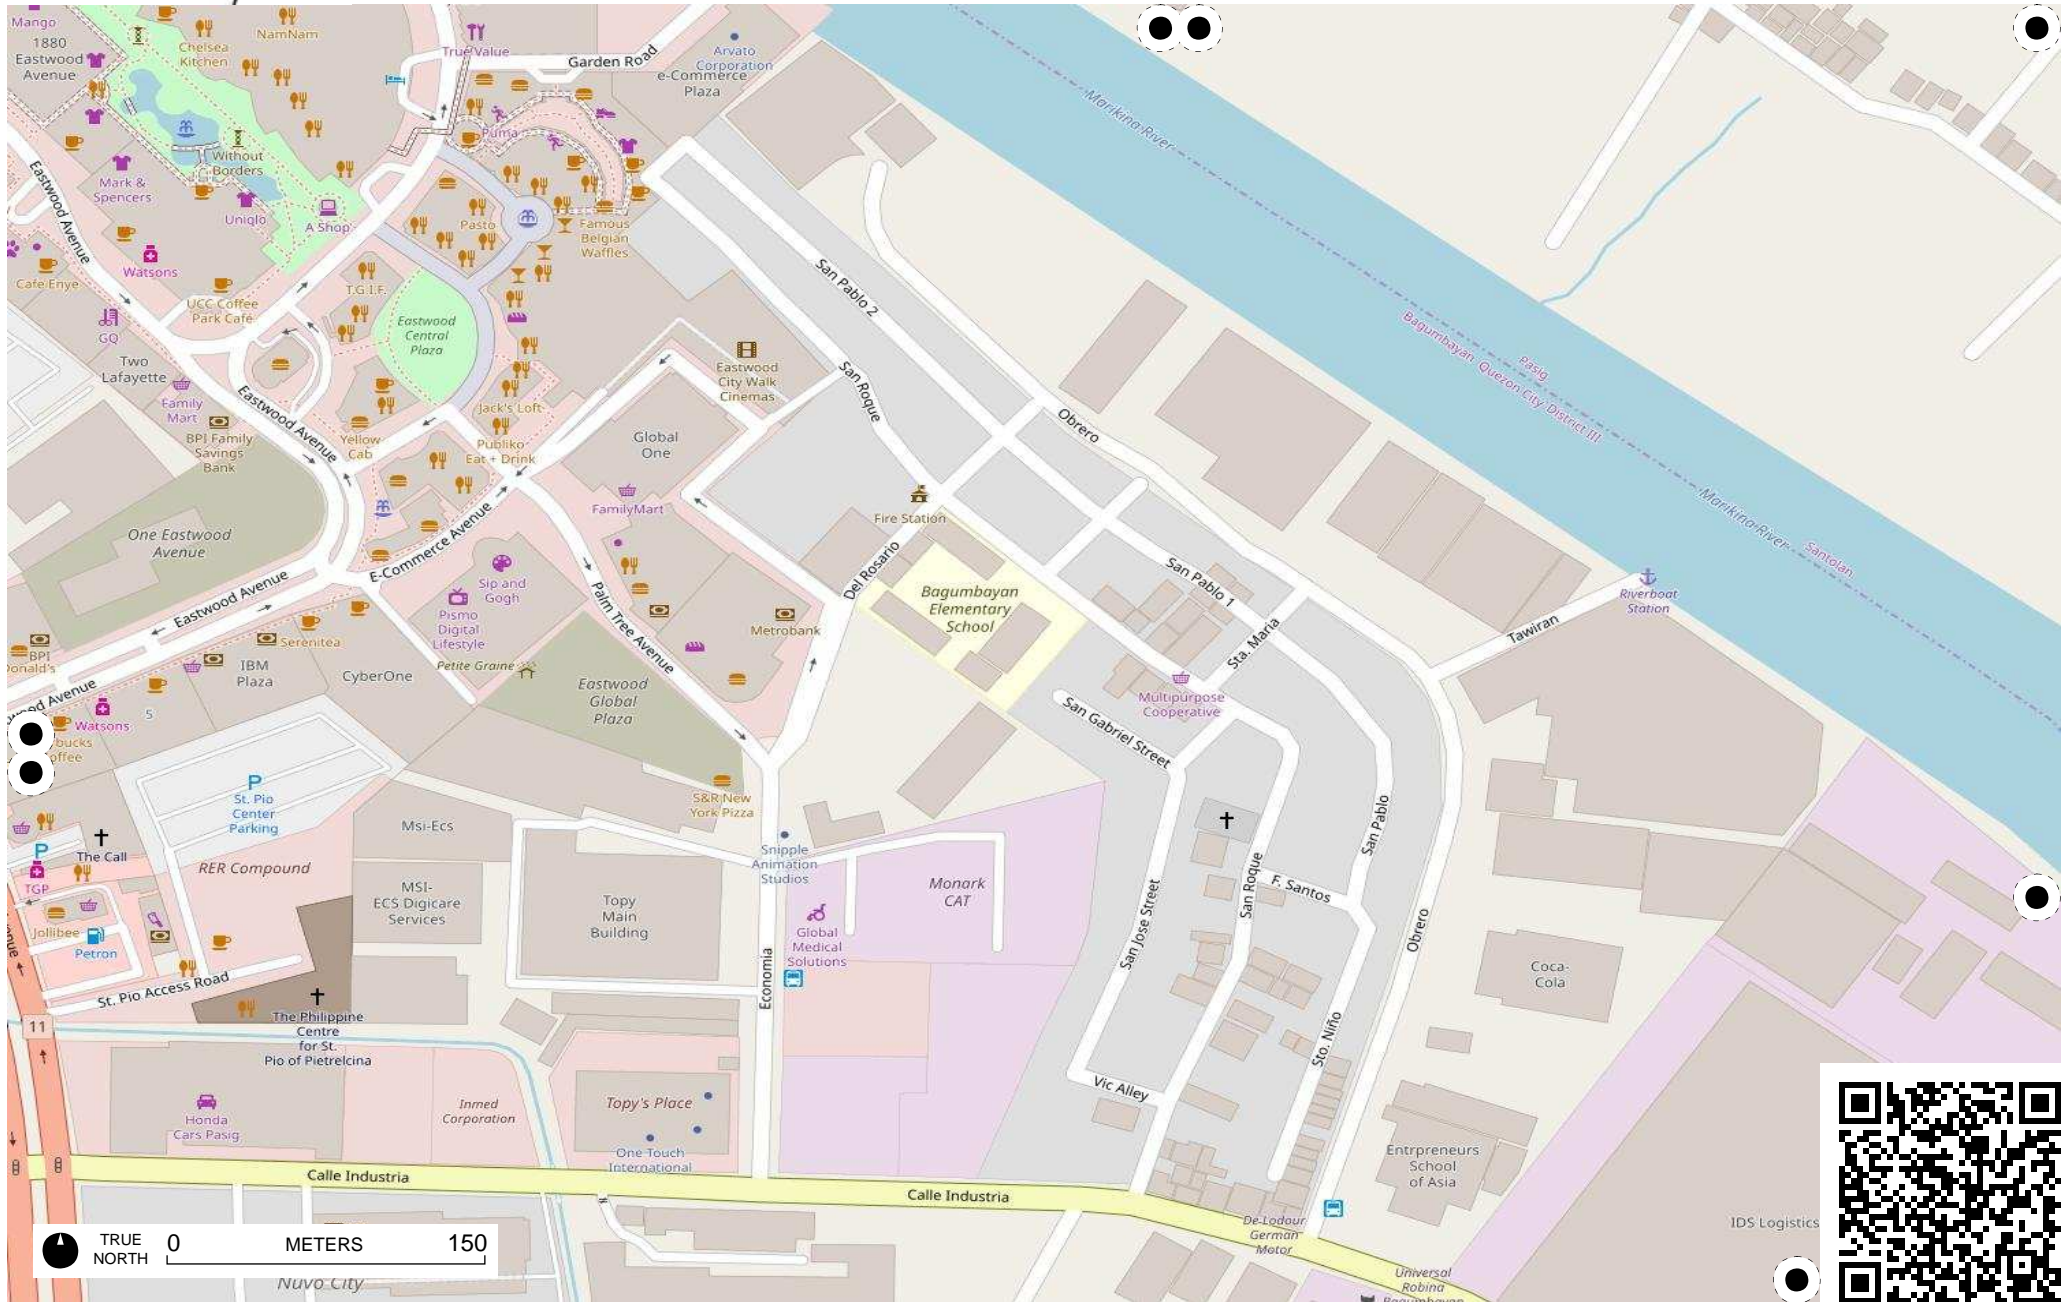 Mango
1880
Eastwood
Avenue
Chelsea
Kitchen
NamNam
True Value
Garden Road
Arvato
Corporation
e-Commerce
Plaza
Marikina River
Puma
Without
Borders
Mark &
Spencers
Uniqlo
A Shop
Pasto
Famous
Belgian
Waffles
Eastwood Avenue
Watsons
Cafe Enye
UCC Coffee
Park Café
T.G.I.F.
GQ
Eastwood
Central
Plaza
San Pablo 2
Two
Lafayette
Family
Mart
BPI Family
Savings
Bank
Eastwood Avenue
Yellow
Cab
Jack's Loft
Publiko
Eat + Drink
Eastwood
City Walk
Cinemas
San Roque
Global
One
Obrero
Pasig
Bagumbayan Quezon City District III
Marikina River
Santolan
FamilyMart
Fire Station
One Eastwood
Avenue
E-Commerce Avenue
Eastwood Avenue
Sip and
Gogh
Pismo
Digital
Lifestyle
Palm Tree Avenue
Del Rosario
Bagumbayan
Elementary
School
San Pablo 1
Riverboat
Station
Tawiran
Metrobank
Sta. Maria
Serenitea
BPI
Donald's
IBM
Plaza
CyberOne
Petite Graine
Eastwood
Global
Plaza
Multipurpose
Cooperative
San Gabriel Street
wood Avenue
Watsons
5
bucks
offee
St. Pio
Center
Parking
S&R New
York Pizza
Msi-Ecs
San Pablo
The Call
TGP
RER Compound
Snipple
Animation
Studios
MSI-
ECS Digicare
Services
Topy
Main
Building
Monark
CAT
San Roque
F. Santos
San Jose Street
Obrero
Jollibee
Petron
Global
Medical
Solutions
Economia
Coca-
Cola
St. Pio Access Road
11
The Philippine
Centre
for St.
Pio of Pietrelcina
Sto. Niño
Vic Alley
Honda
Cars Pasig
Inmed
Corporation
Topy's Place
One Touch
International
Entrpreneurs
School
of Asia
Calle Industria
Calle Industria
De Lodour
German
Motor
IDS Logistics
TRUE
NORTH
0
METERS
150
Nuvo City
Universal
Robina